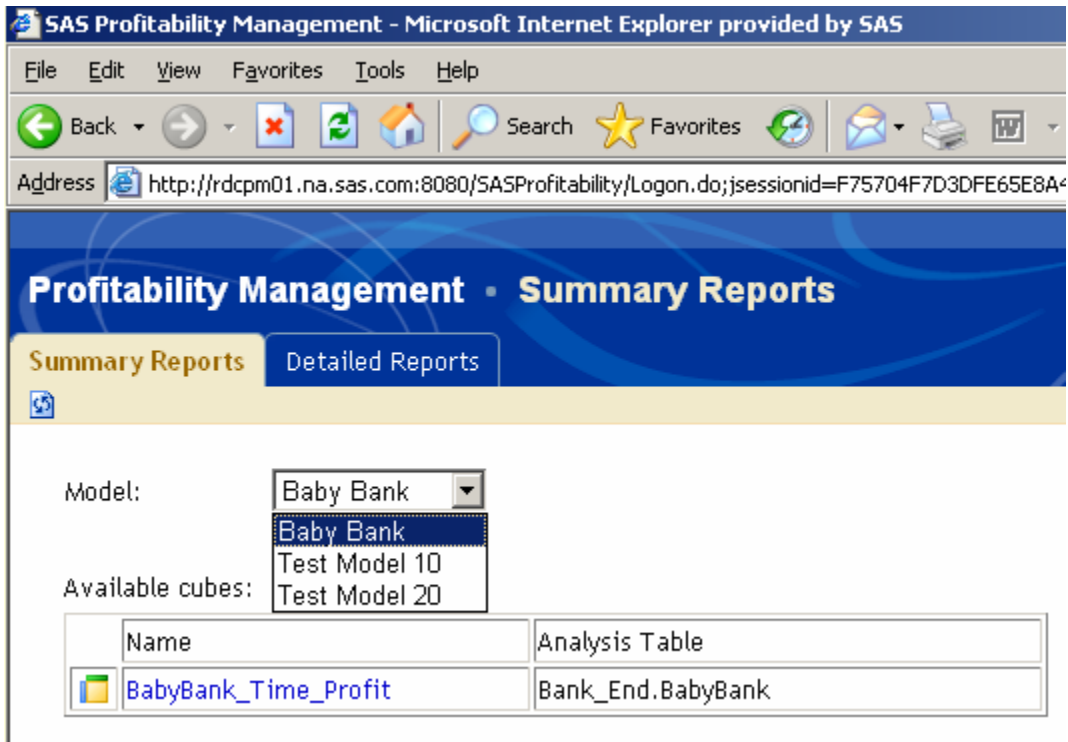 SAS Profitability Management - Microsoft Internet Explorer provided by SAS
File Edit View Favorites Tools Help
Back Search Favorites
Address http://rdcpm01.na.sas.com:8080/SASProfitability/Logon.do;jsessionid=F75704F7D3DFE65E8A4
Profitability Management • Summary Reports
Summary Reports Detailed Reports
Model: Baby Bank
Baby Bank
Test Model 10
Available cubes: Test Model 20
Name Analysis Table
BabyBank_Time_Profit Bank_End.BabyBank